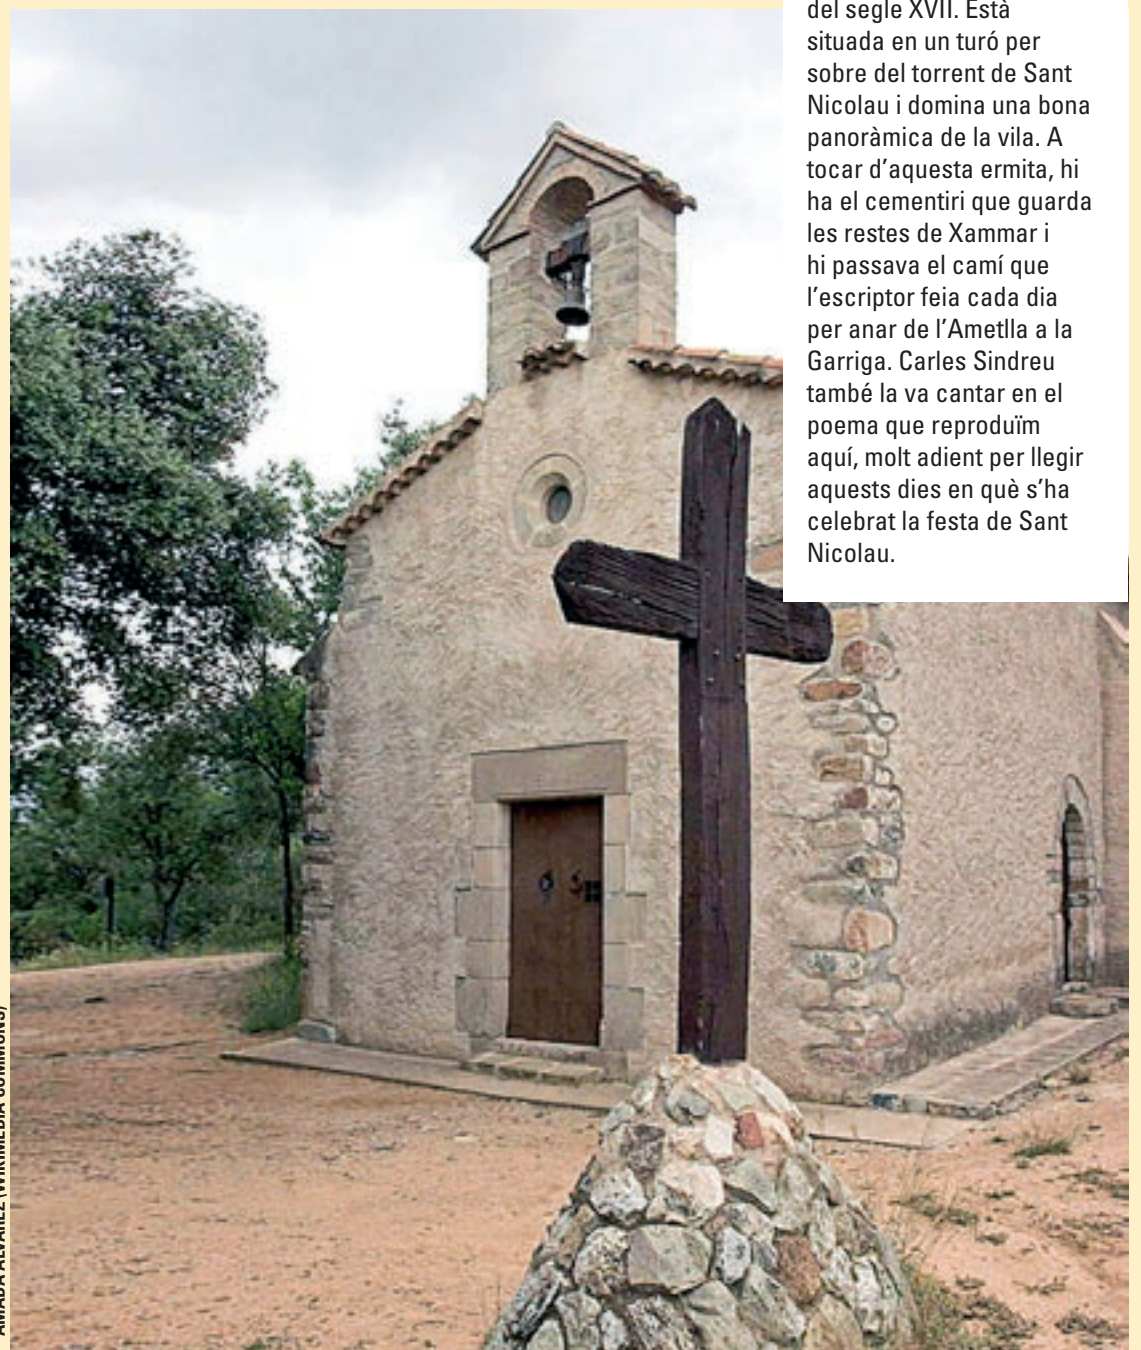 del segle XVII. Està
situada en un turó per
sobre del torrent de Sant
Nicolau i domina una bona
panoràmica de la vila. A
tocar d’aquesta ermita, hi
ha el cementiri que guarda
les restes de Xammar i
hi passava el camí que
l’escriptor feia cada dia
per anar de l’Ametlla a la
Garriga. Carles Sindreu
també la va cantar en el
poema que reproduïm
aquí, molt adient per llegir
aquests dies en què s’ha
celebrat la festa de Sant
Nicolau.
AMADA ÁLVAREZ (WIKIMEDIA COMMONS)